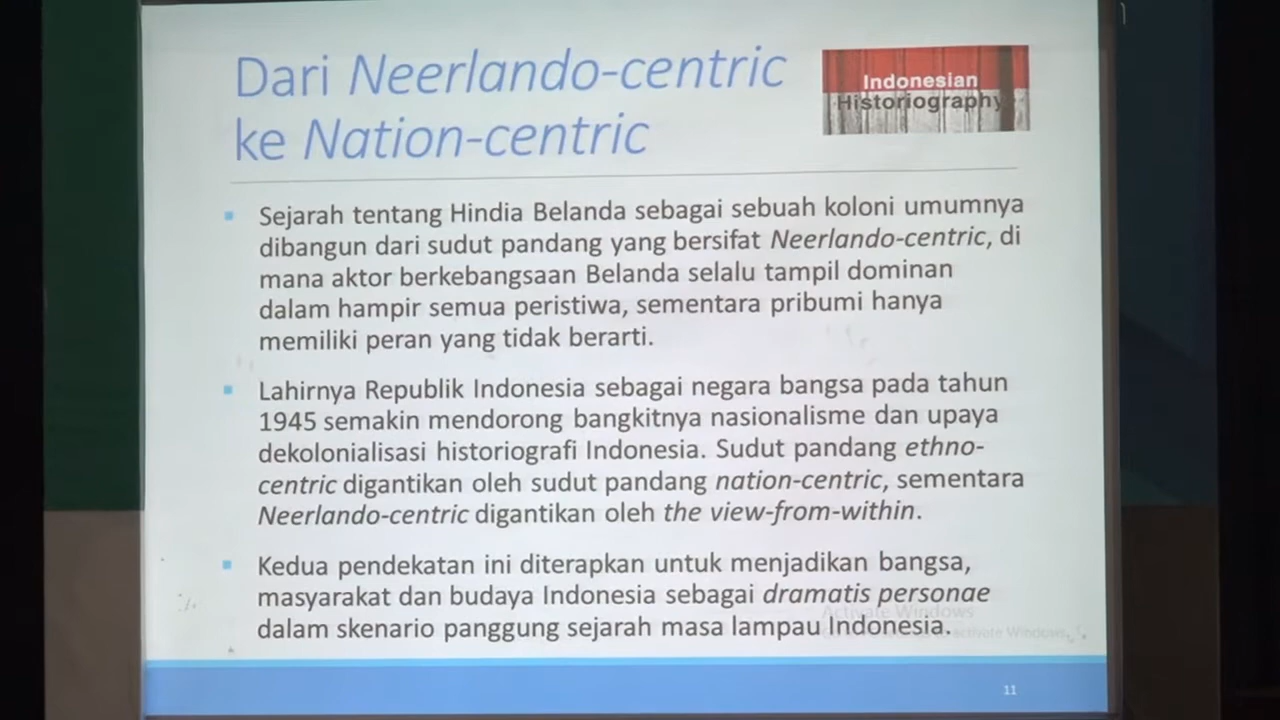 Dari Neerlando-centric
ke Nation-centric
Indonesian
Historiography
Sejarah tentang Hindia Belanda sebagai sebuah koloni umumnya
dibangun dari sudut pandang yang bersifat Neerlando-centric, di
mana aktor berkebangsaan Belanda selalu tampil dominan
dalam hampir semua peristiwa, sementara pribumi hanya
memiliki peran yang tidak berarti.
Lahirnya Republik Indonesia sebagai negara bangsa pada tahun
1945 semakin mendorong bangkitnya nasionalisme dan upaya
dekolonialisasi historiografi Indonesia. Sudut pandang ethno-
centric digantikan oleh sudut pandang nation-centric, sementara
Neerlando-centric digantikan oleh the view-from-within.
Kedua pendekatan ini diterapkan untuk menjadikan bangsa,
masyarakat dan budaya Indonesia sebagai dramatis personae
dalam skenario panggung sejarah masa lampau Indonesia.
Activate Windows
to activate Windows.
11